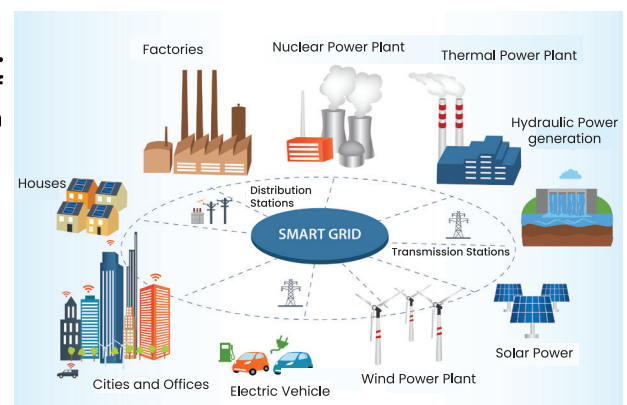 Factories
Nuclear Power Plant
Thermal Power Plant
Hydraulic Power
generation
Houses
Distribution
Stations
SMART GRID
Transmission Stations
Solar Power
Wind Power Plant
Electric Vehicle
Cities and Offices